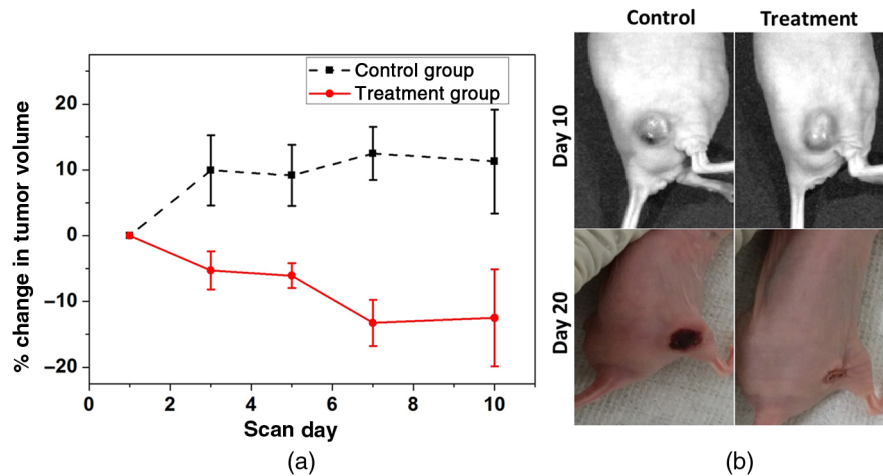 Control group
Treatment group
% change in tumor volume
20
10
0
−10
−20
0
2
4
6
8
10
Scan day
(a)
Control
Treatment
Day 10
Day 20
(b)